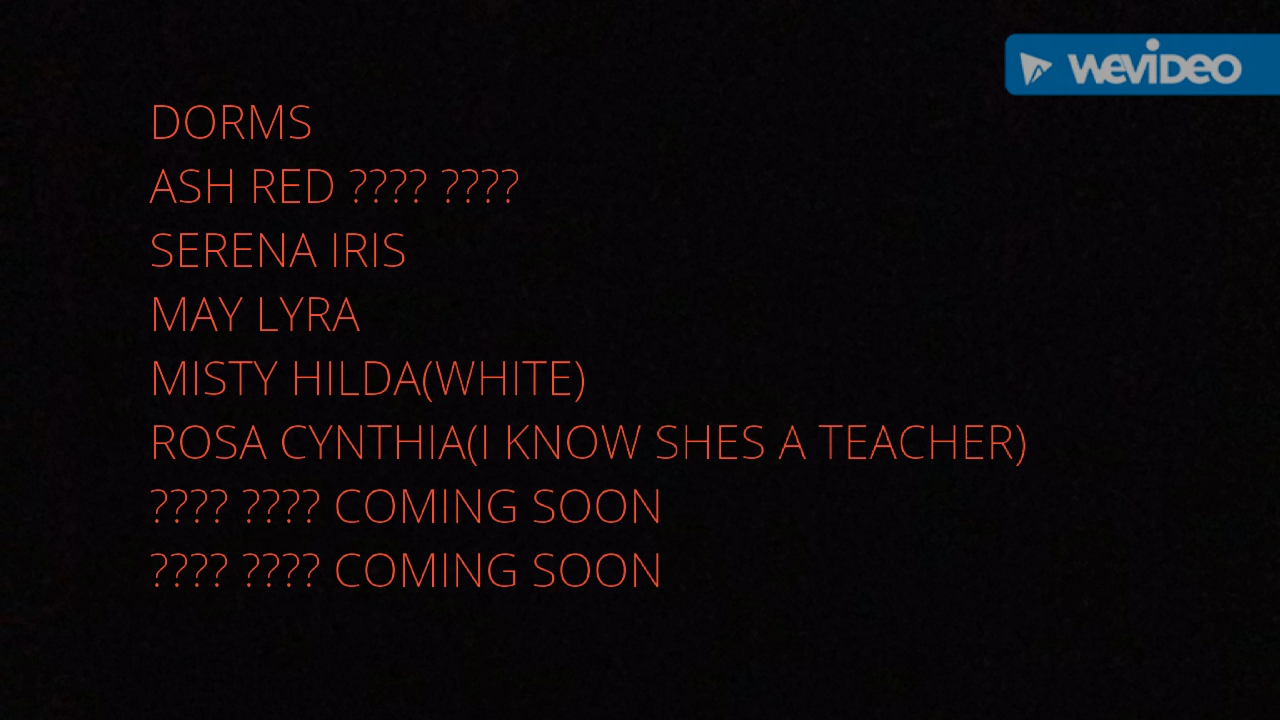 WEVIDEO
DORMS
ASH RED ???? ????
SERENA IRIS
MAY LYRA
MISTY HILDA(WHITE)
ROSA CYNTHIA(I KNOW SHES A TEACHER)
???? ???? COMING SOON
???? ???? COMING SOON